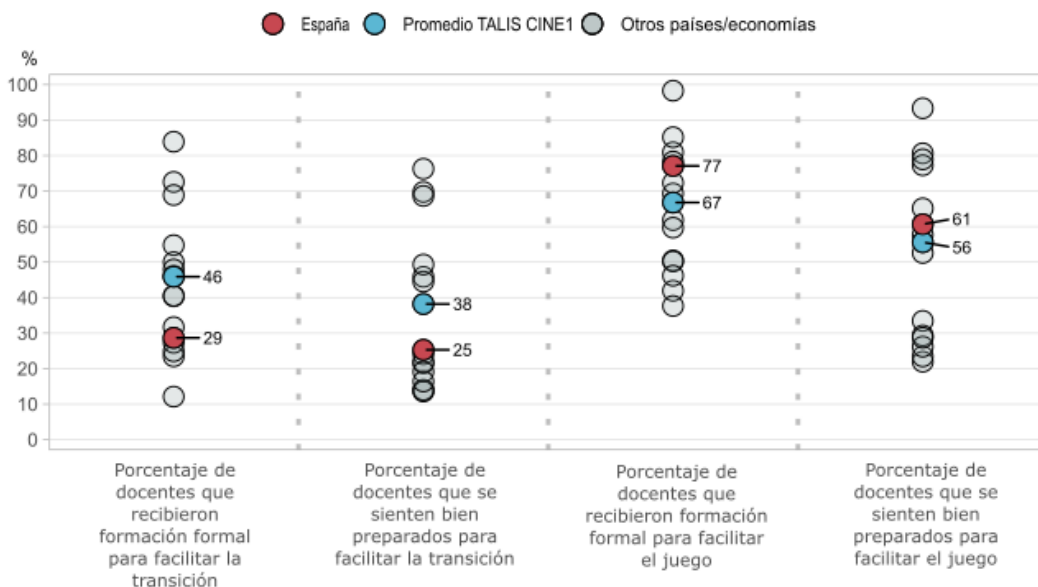 España Promedio TALIS CINE1 Otros países/economías
%
100
90
80
70
60
50
40
30
20
10
0
46
29
38
25
77
67
61
56
Porcentaje de
docentes que
recibieron
formación formal
para facilitar la
transición
Porcentaje de
docentes que se
sienten bien
preparados para
facilitar la transición
Porcentaje de
docentes que
recibieron formación
formal para facilitar
el juego
Porcentaje de
docentes que se
sienten bien
preparados para
facilitar el juego